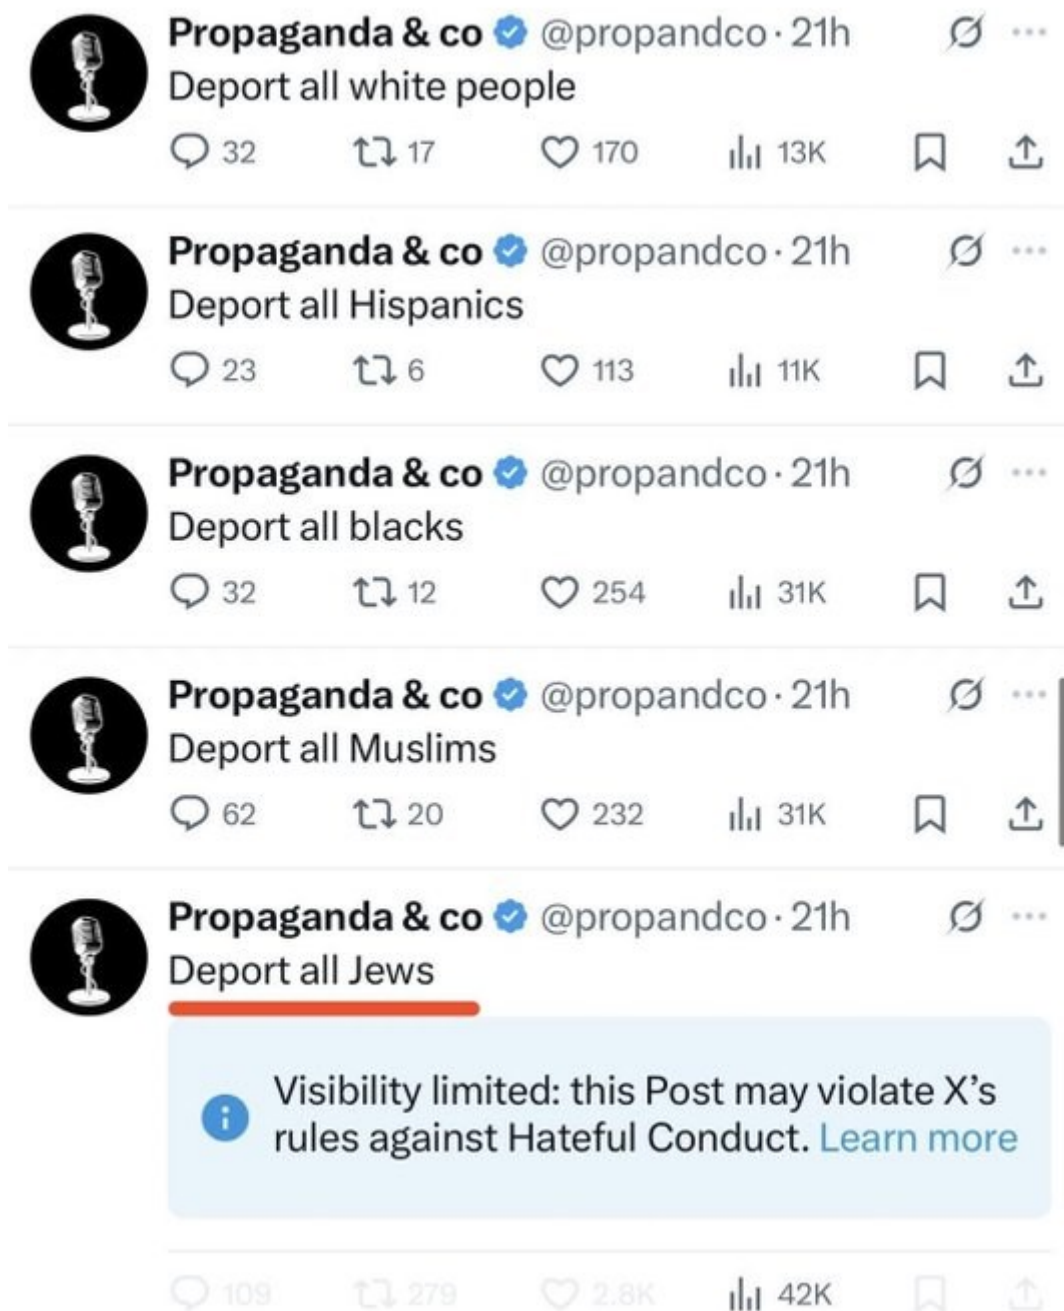 Propaganda & co @propandco · 21h
Deport all white people
32 17 170 13K
Propaganda & co @propandco · 21h
Deport all Hispanics
23 6 113 11K
Propaganda & co @propandco · 21h
Deport all blacks
32 12 254 31K
Propaganda & co @propandco · 21h
Deport all Muslims
62 20 232 31K
Propaganda & co @propandco · 21h
Deport all Jews
Visibility limited: this Post may violate X’s
rules against Hateful Conduct. Learn more
109 279 2.8K 42K